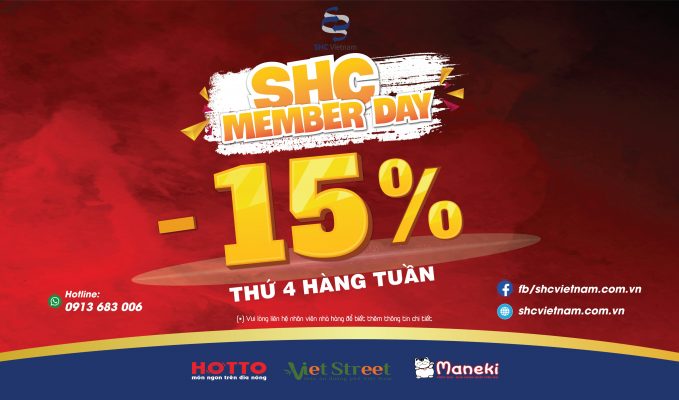 SHC Vietnam
SHC
MEMBER DAY
-15%
THỨ 4 HÀNG TUẦN
Hotline:
0913 683 006
fb/shcvietnam.com.vn
shcvietnam.com.vn
(*) Vui lòng liên hệ nhân viên nhà hàng để biết thêm thông tin chi tiết
HOTTO
món ngon trên đĩa nóng
Viet Street
Maneki